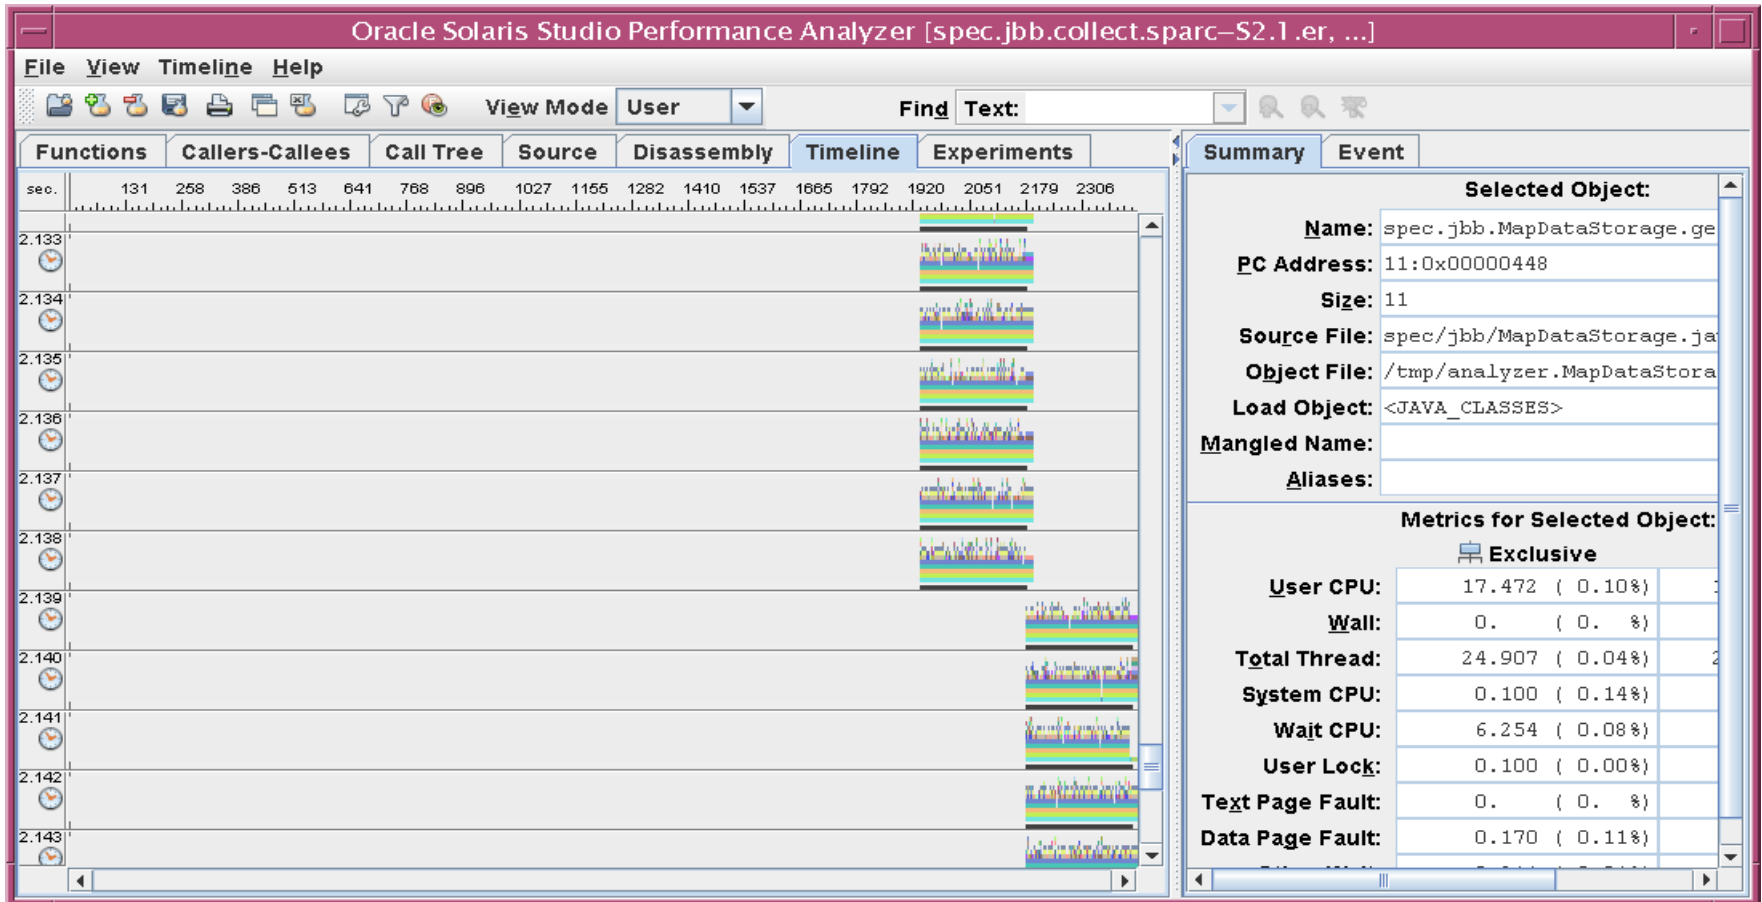 Oracle Solaris Studio Performance Analyzer [spec.jbb.collect.sparc-S2.1.er, ...]
File View Timeline Help
View Mode User Find Text:
Functions Callers-Callees Call Tree Source Disassembly Timeline Experiments
Summary Event
sec. 131 258 386 513 641 768 896 1027 1155 1282 1410 1537 1665 1792 1920 2051 2179 2306
2.133
2.134
2.135
2.136
2.137
2.138
2.139
2.140
2.141
2.142
2.143
Selected Object:
Name: spec.jbb.MapDataStorage.ge
PC Address: 11:0x00000448
Size: 11
Source File: spec/jbb/MapDataStorage.ja
Object File: /tmp/analyzer.MapDataStora
Load Object: <JAVA_CLASSES>
Mangled Name:
Aliases:
Metrics for Selected Object:
Exclusive
User CPU: 17.472 ( 0.10%)
Wall: 0. ( 0. %)
Total Thread: 24.907 ( 0.04%)
System CPU: 0.100 ( 0.14%)
Wait CPU: 6.254 ( 0.08%)
User Lock: 0.100 ( 0.00%)
Text Page Fault: 0. ( 0. %)
Data Page Fault: 0.170 ( 0.11%)